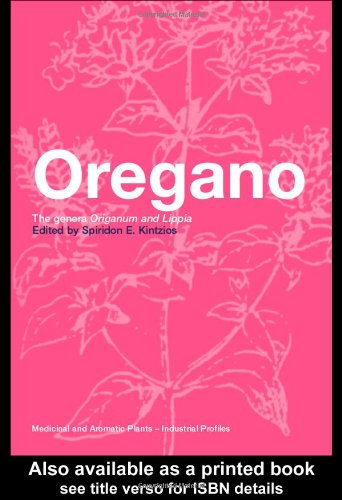 Oregano
The genera Origanum and Lippia
Edited by Spiridon E. Kintzios
Medicinal and Aromatic Plants – Industrial Profiles
Also available as a printed book
see title verso for ISBN details